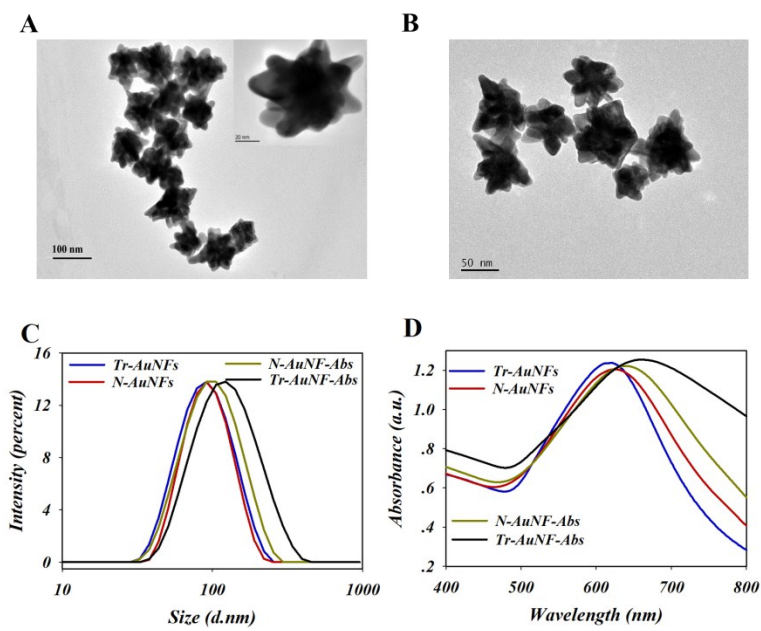 A
B
20 nm
100 nm
50 nm
C
D
Tr-AuNFs
N-AuNF-Abs
N-AuNFs
Tr-AuNF-Abs
16
12
8
4
0
10
100
1000
Intensity (percent)
Size (d.nm)
Tr-AuNFs
N-AuNFs
N-AuNF-Abs
Tr-AuNF-Abs
1.2
1.0
.8
.6
.4
.2
400
500
600
700
800
Absorbance (a.u.)
Wavelength (nm)